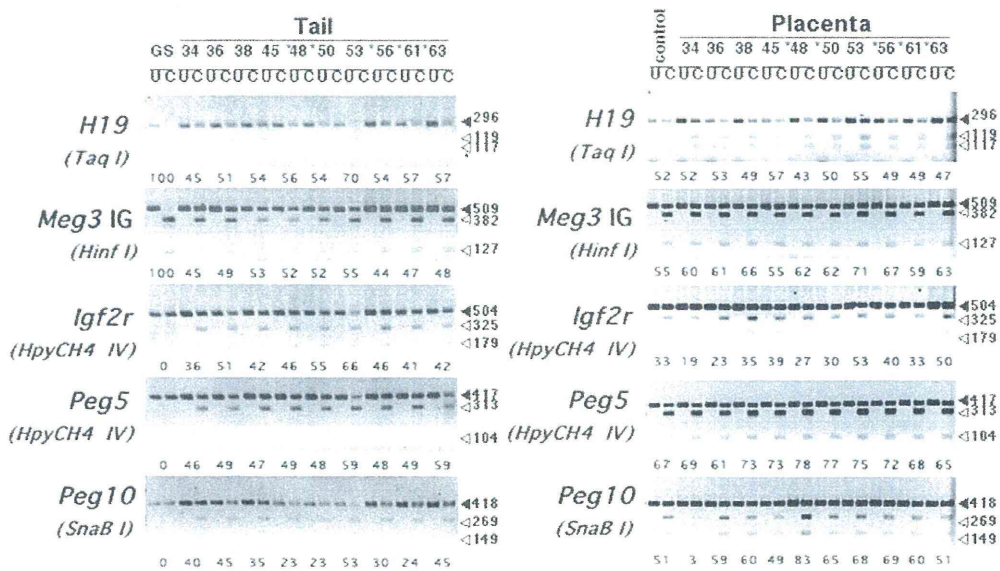 Tail
GS 34 36 38 45 *48 *50 53 *56 *61 *63
U C U C U C U C U C U C U C U C U C U C U C
H19
(Taq I)
296
119
117
100 45 51 54 56 54 70 54 57 57
Meg3 IG
(Hinf I)
509
382
127
100 45 49 53 52 52 55 44 47 48
Igf2r
(HpyCH4 IV)
504
325
179
0 36 51 42 46 55 66 46 41 42
Peg5
(HpyCH4 IV)
417
313
104
0 46 49 47 49 48 59 48 49 59
Peg10
(SnaB I)
418
269
149
0 40 45 35 23 23 53 30 24 45
Placenta
control 34 36 38 45 *48 *50 53 *56 *61 *63
U C U C U C U C U C U C U C U C U C U C U C
H19
(Taq I)
296
119
117
52 52 53 49 57 43 50 55 49 48 47
Meg3 IG
(Hinf I)
509
382
127
55 60 61 66 55 62 62 71 67 59 63
Igf2r
(HpyCH4 IV)
504
325
179
33 19 23 35 39 27 30 53 40 33 50
Peg5
(HpyCH4 IV)
417
313
104
67 69 61 73 73 78 77 75 72 68 65
Peg10
(SnaB I)
418
269
149
51 3 59 60 49 83 65 68 69 60 51